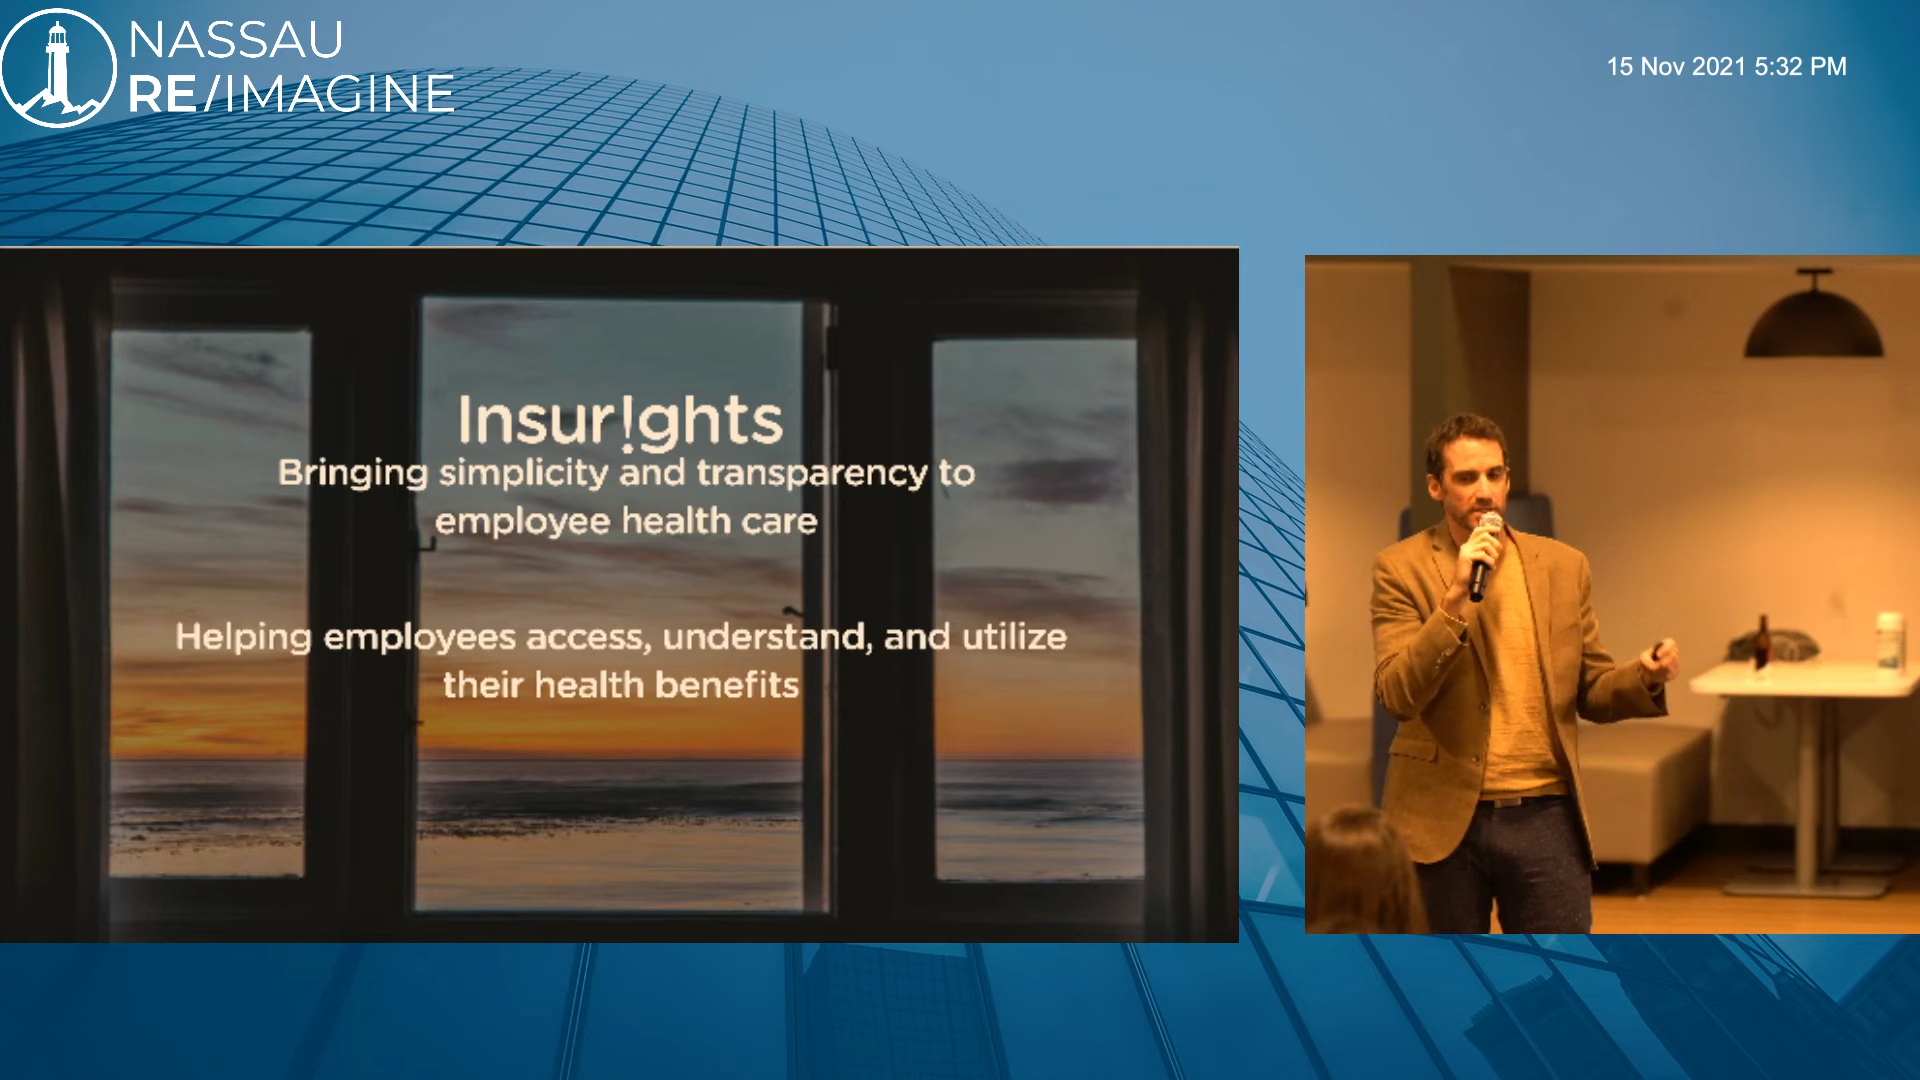 NASSAU
RE/IMAGINE
15 Nov 2021 5:32 PM
Insur!ghts
Bringing simplicity and transparency to
employee health care
Helping employees access, understand, and utilize
their health benefits